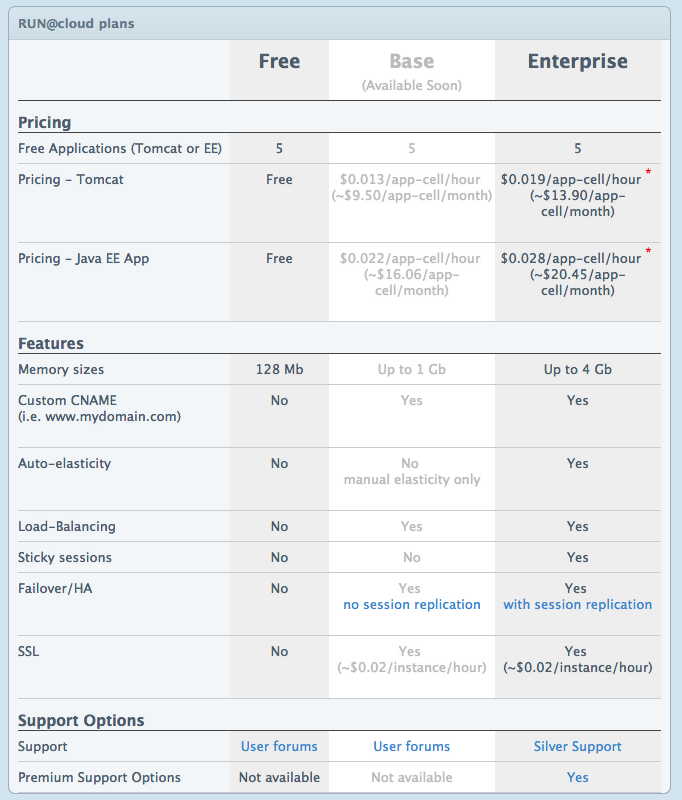 RUN@cloud plans
Free Base Enterprise
(Available Soon)
Pricing
Free Applications (Tomcat or EE) 5 5 5
Pricing – Tomcat Free $0.013/app-cell/hour $0.019/app-cell/hour *
(~$9.50/app-cell/month) (~$13.90/app-
cell/month)
Pricing – Java EE App Free $0.022/app-cell/hour $0.028/app-cell/hour *
(~$16.06/app- (~$20.45/app-
cell/month) cell/month)
Features
Memory sizes 128 Mb Up to 1 Gb Up to 4 Gb
Custom CNAME No Yes Yes
(i.e. www.mydomain.com)
Auto-elasticity No No Yes
manual elasticity only
Load-Balancing No Yes Yes
Sticky sessions No No Yes
Failover/HA No Yes Yes
no session replication with session replication
SSL No Yes Yes
(~$0.02/instance/hour) (~$0.02/instance/hour)
Support Options
Support User forums User forums Silver Support
Premium Support Options Not available Not available Yes